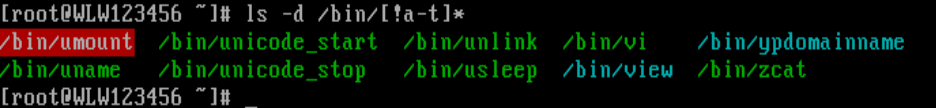 [root@WLW123456 ~]# ls -d /bin/[!a-t]*
/bin/umount /bin/unicode_start /bin/unlink /bin/vi /bin/ypdomainname
/bin/uname /bin/unicode_stop /bin/usleep /bin/view /bin/zcat
[root@WLW123456 ~]# _